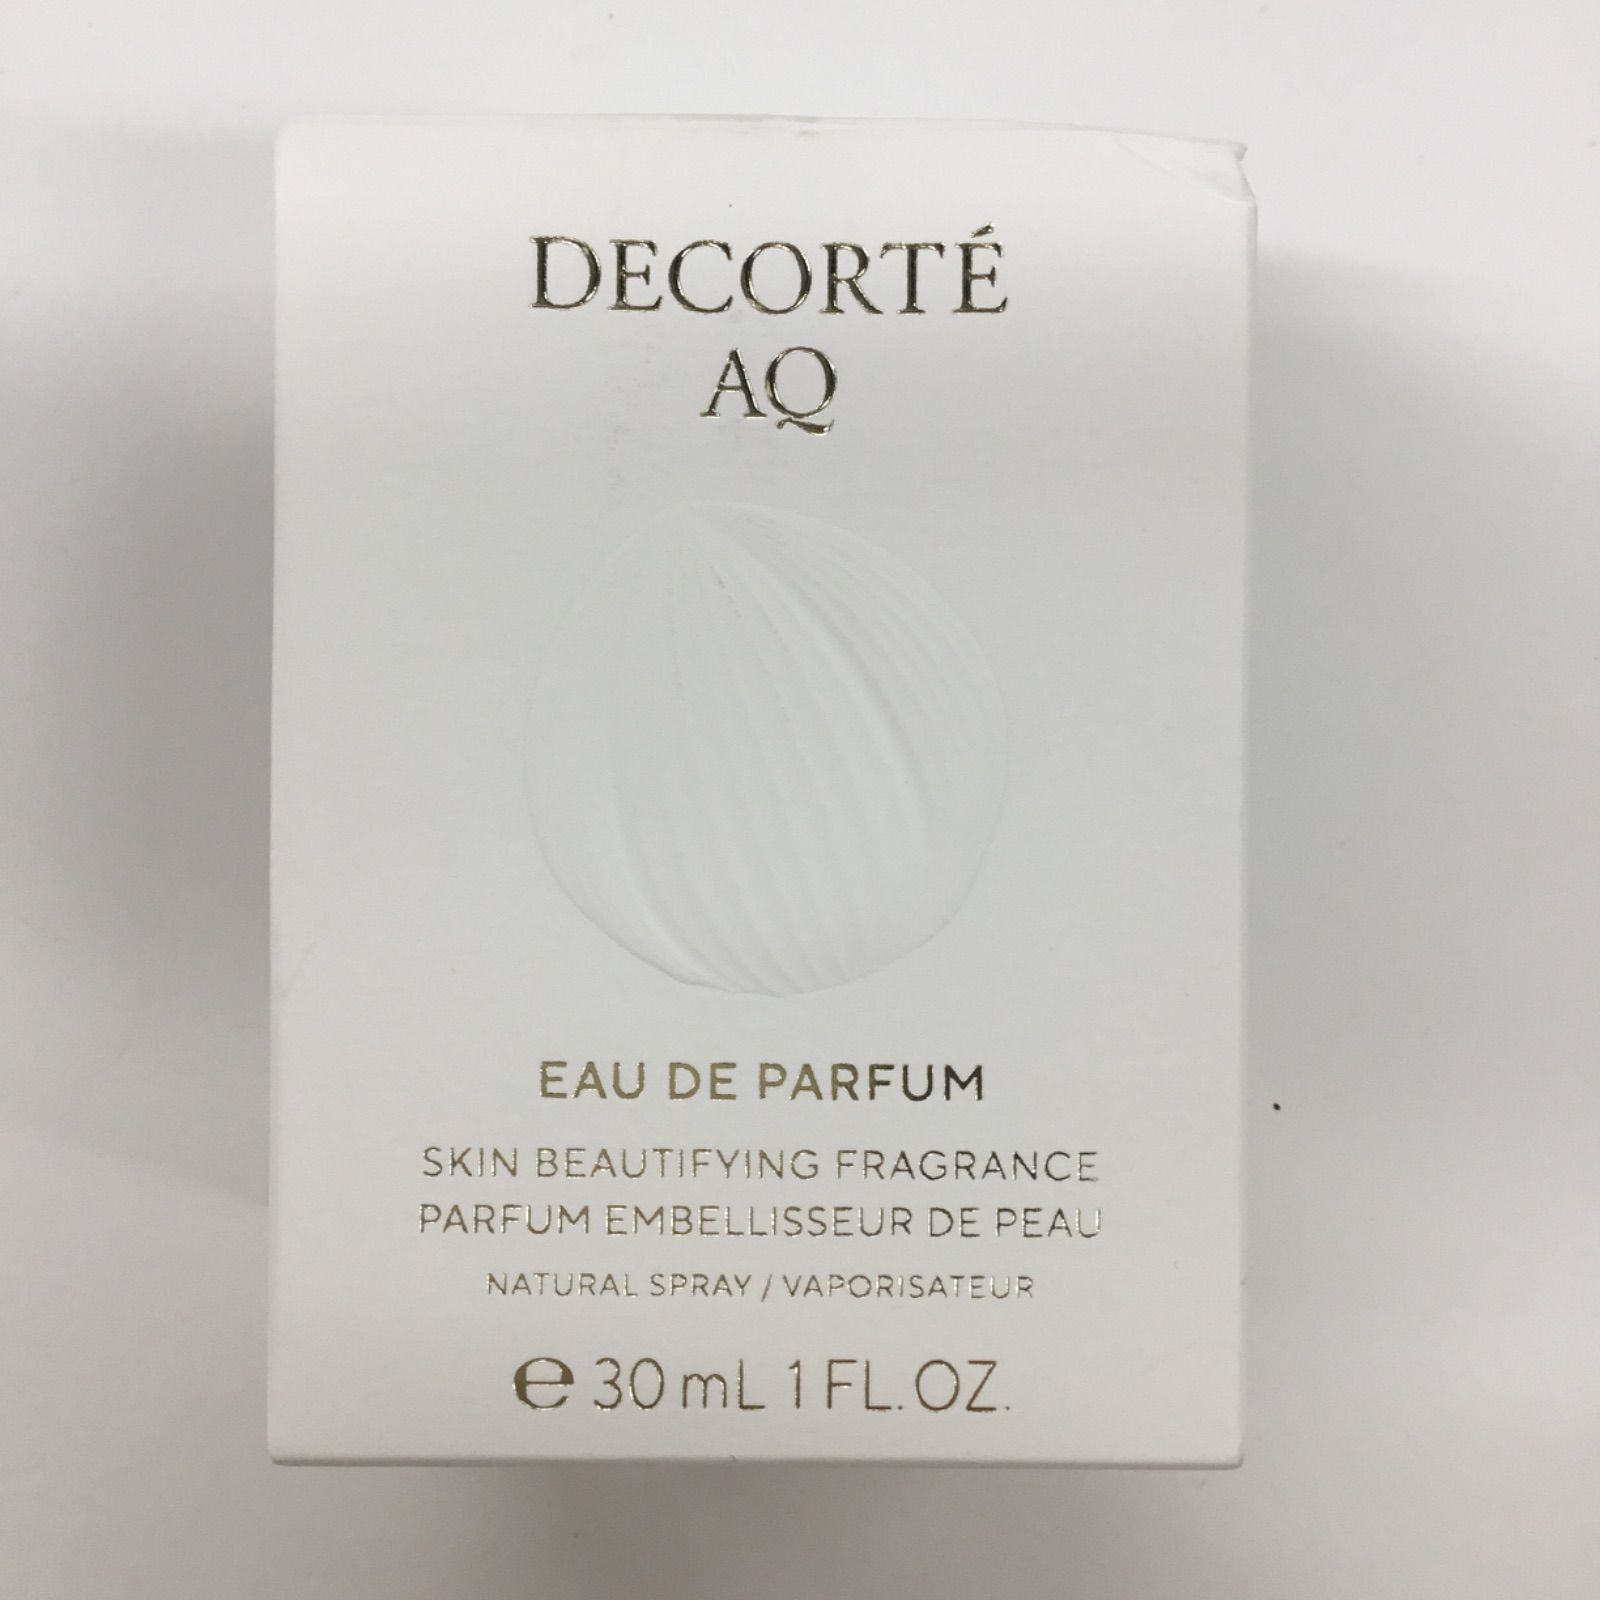 DECORTÉ
AQ
EAU DE PARFUM
SKIN BEAUTIFYING FRAGRANCE
PARFUM EMBELLISSEUR DE PEAU
NATURAL SPRAY / VAPORISATEUR
℮ 30 mL 1 FL. OZ.